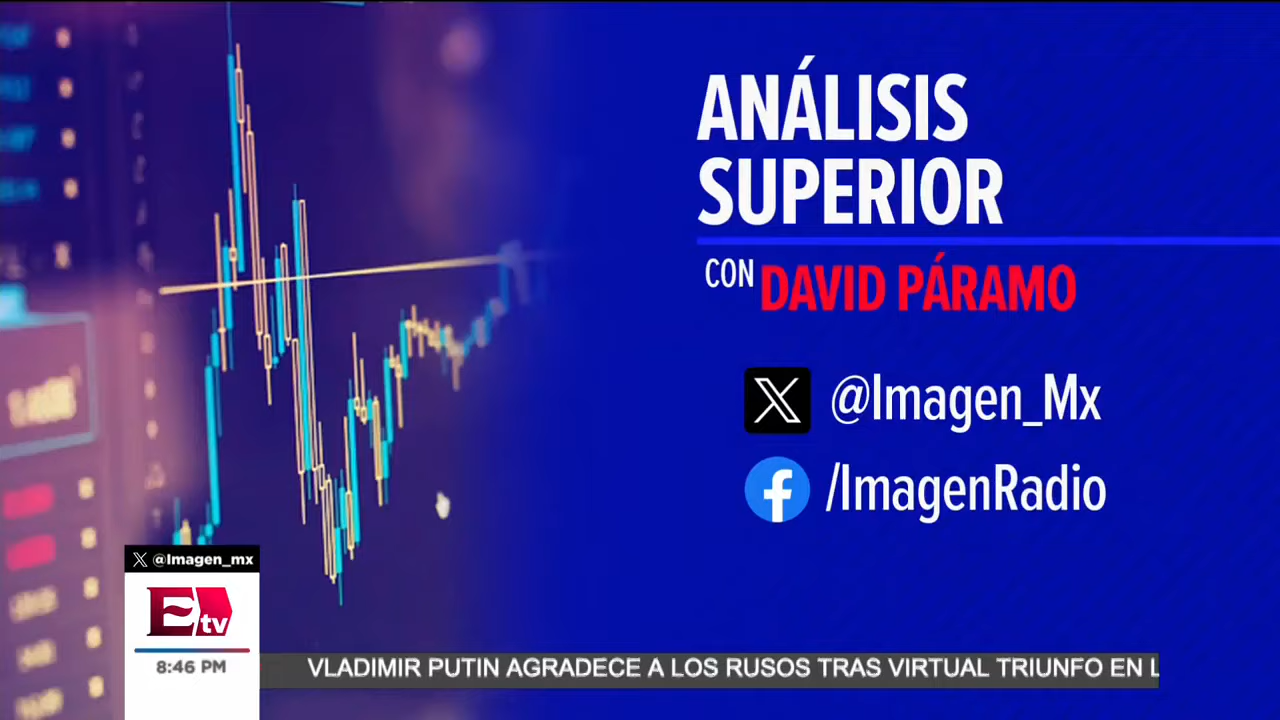 ANÁLISIS
SUPERIOR
CON DAVID PÁRAMO
@Imagen_Mx
/ImagenRadio
@Imagen_mx
Etv
8:46 PM
VLADIMIR PUTIN AGRADECE A LOS RUSOS TRAS VIRTUAL TRIUNFO EN L